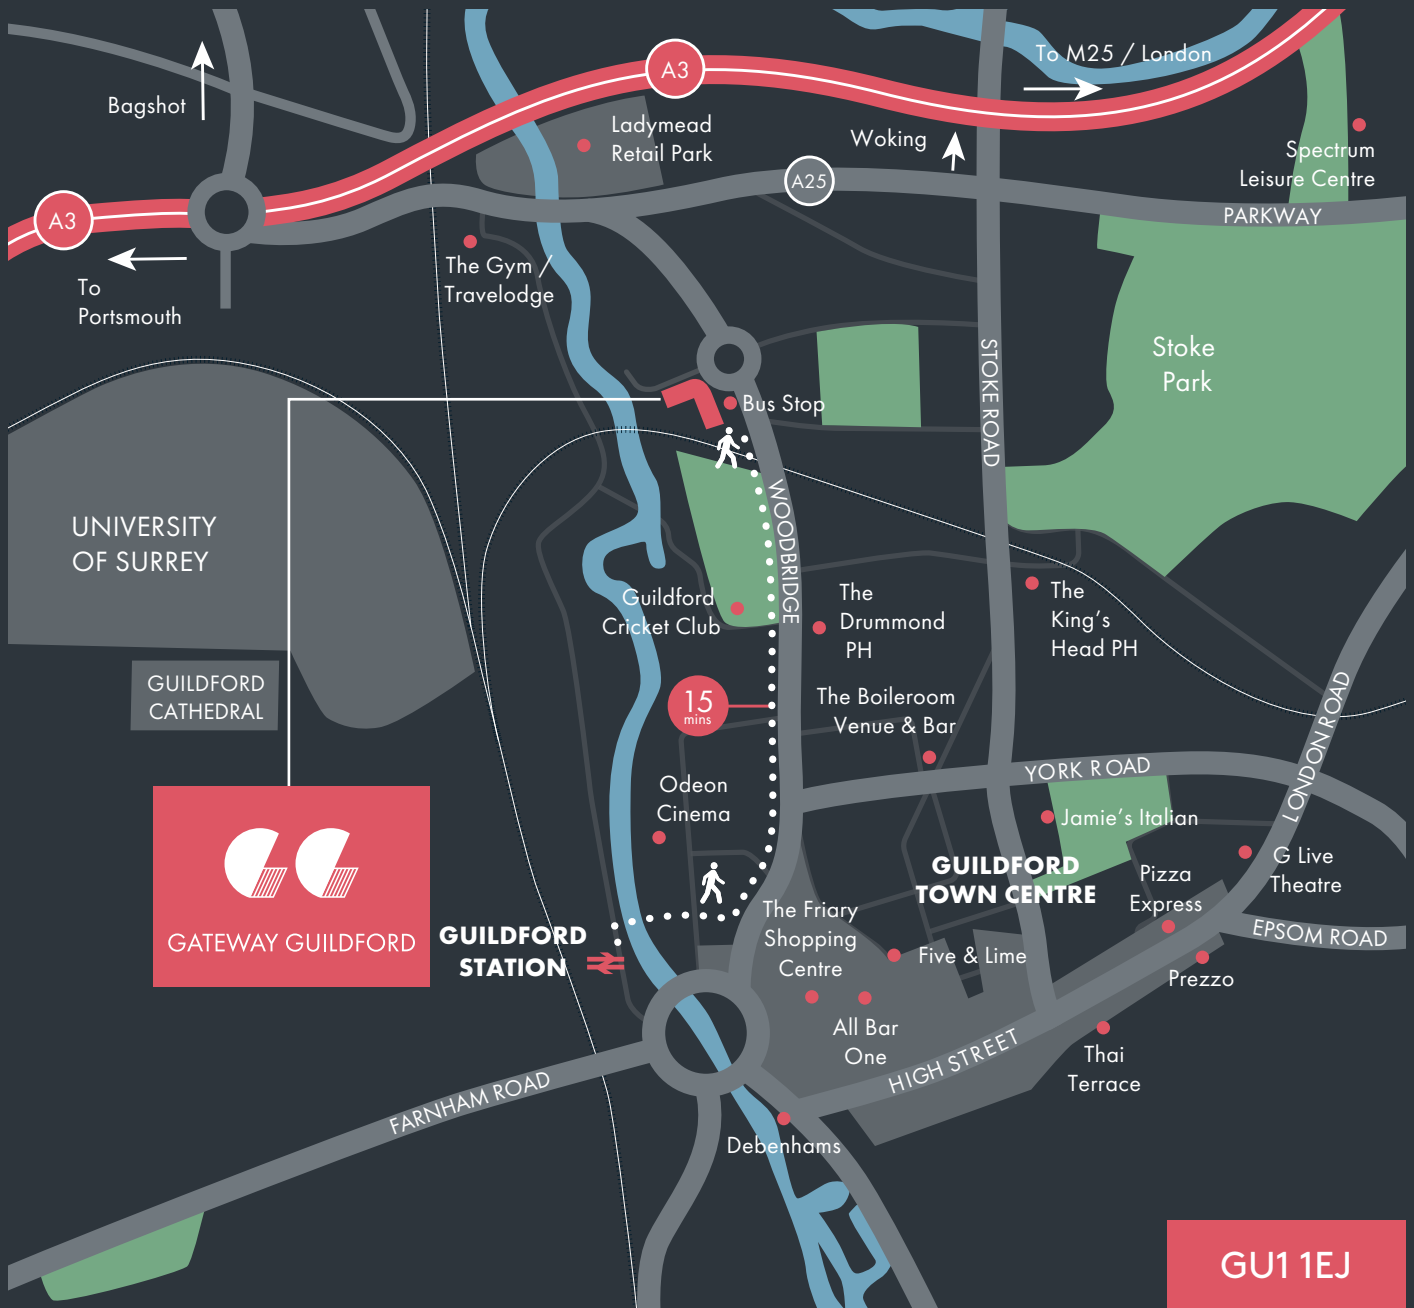 To M25 / London
A3
Bagshot
Ladymead
Retail Park
Woking
Spectrum
Leisure Centre
A25
A3
PARKWAY
The Gym /
Travelodge
To
Portsmouth
STOKE ROAD
Stoke
Park
Bus Stop
WOODBRIDGE
UNIVERSITY
OF SURREY
Guildford
Cricket Club
The
Drummond
PH
The
King's
Head PH
GUILDFORD
CATHEDRAL
15
mins
The Boileroom
Venue & Bar
LONDON ROAD
YORK ROAD
Odeon
Cinema
Jamie's Italian
GUILDFORD
TOWN CENTRE
Pizza
Express
G Live
Theatre
GATEWAY GUILDFORD
GUILDFORD
STATION
The Friary
Shopping
Centre
Five & Lime
EPSOM ROAD
Prezzo
All Bar
One
HIGH STREET
Thai
Terrace
FARNHAM ROAD
Debenhams
GU1 1EJ